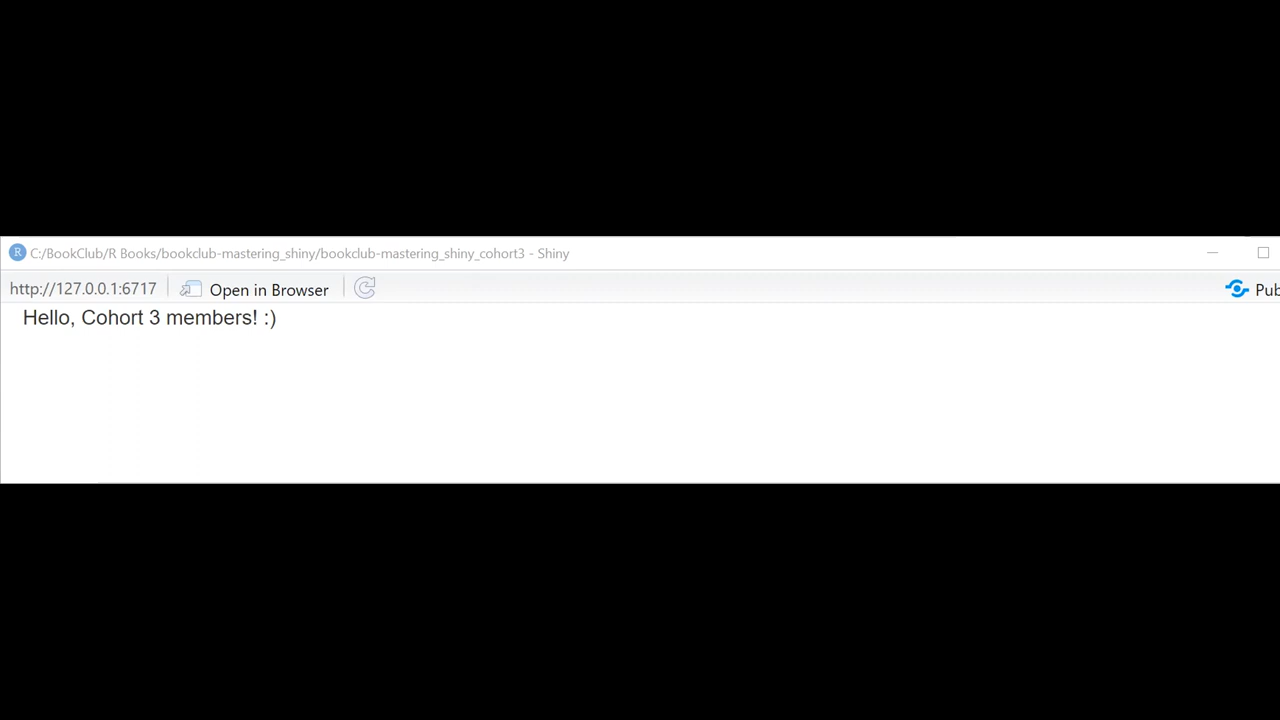 C:/BookClub/R Books/bookclub-mastering_shiny/bookclub-mastering_shiny_cohort3 - Shiny
http://127.0.0.1:6717 Open in Browser Pub
Hello, Cohort 3 members! :)